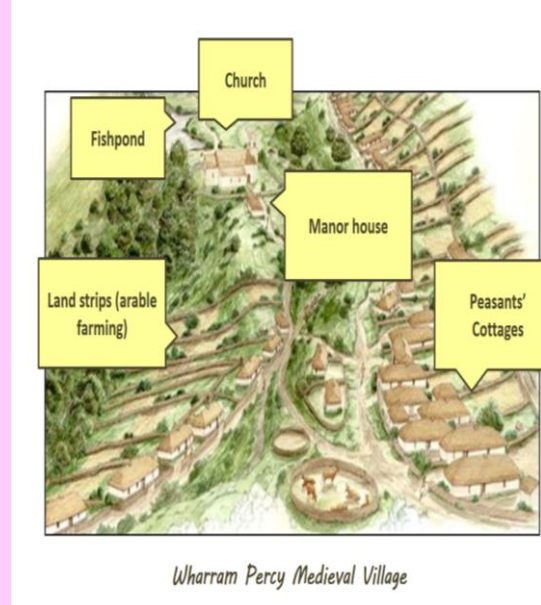 Church
Fishpond
Manor house
Land strips (arable
farming)
Peasants'
Cottages
Wharram Percy Medieval Village